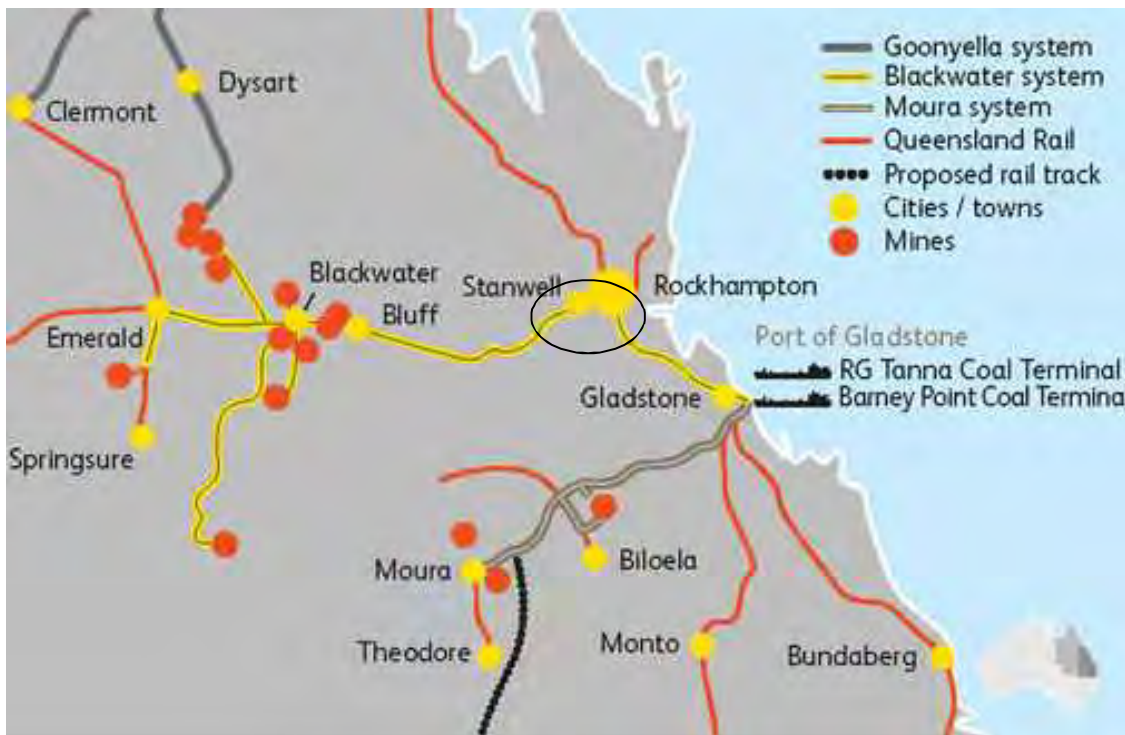 Goonyella system
Blackwater system
Moura system
Queensland Rail
Proposed rail track
Cities / towns
Mines
Dysart
Clermont
Blackwater
Stanwell
Rockhampton
Emerald
Bluff
Port of Gladstone
RG Tanna Coal Terminal
Gladstone
Barney Point Coal Termina
Springsure
Moura
Biloela
Theodore
Monto
Bundaberg